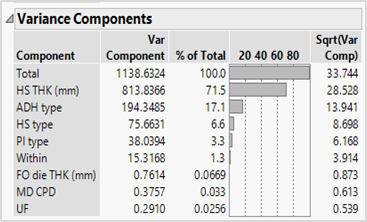 Variance Components
Var Sqrt(Var
Component Component % of Total 20 40 60 80 Comp)
Total 1138.6324 100.0 33.744
HS THK (mm) 813.8366 71.5 28.528
ADH type 194.3485 17.1 13.941
HS type 75.6631 6.6 8.698
PI type 38.0394 3.3 6.168
Within 15.3168 1.3 3.914
FO die THK (mm) 0.7614 0.0669 0.873
MD CPD 0.3757 0.033 0.613
UF 0.2910 0.0256 0.539